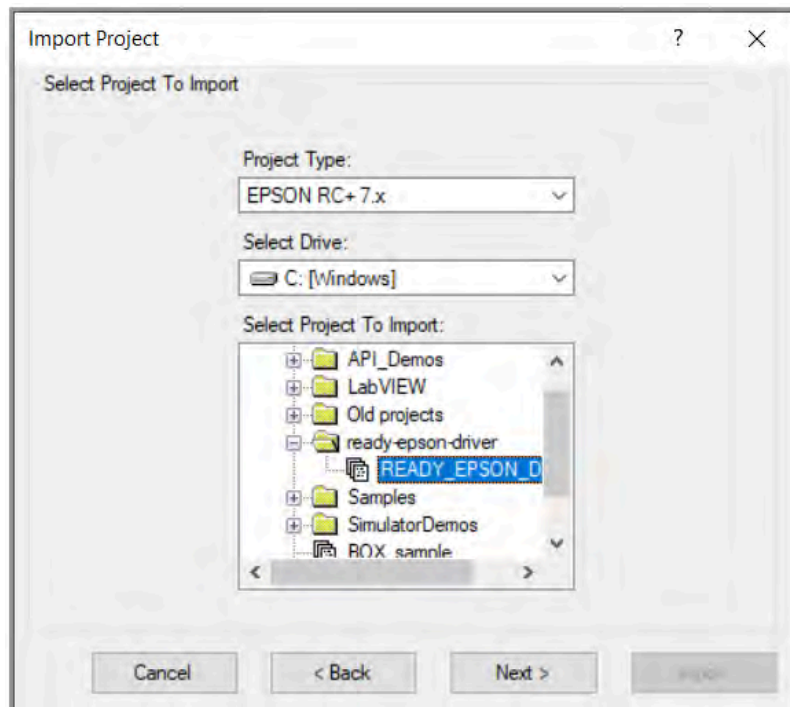 Import Project ?
Select Project To Import
Project Type:
EPSON RC+ 7.x
Select Drive:
C: [Windows]
Select Project To Import:
API_Demos
LabVIEW
Old projects
ready-epson-driver
READY_EPSON_D
Samples
SimulatorDemos
BOX_sample
Cancel < Back Next >